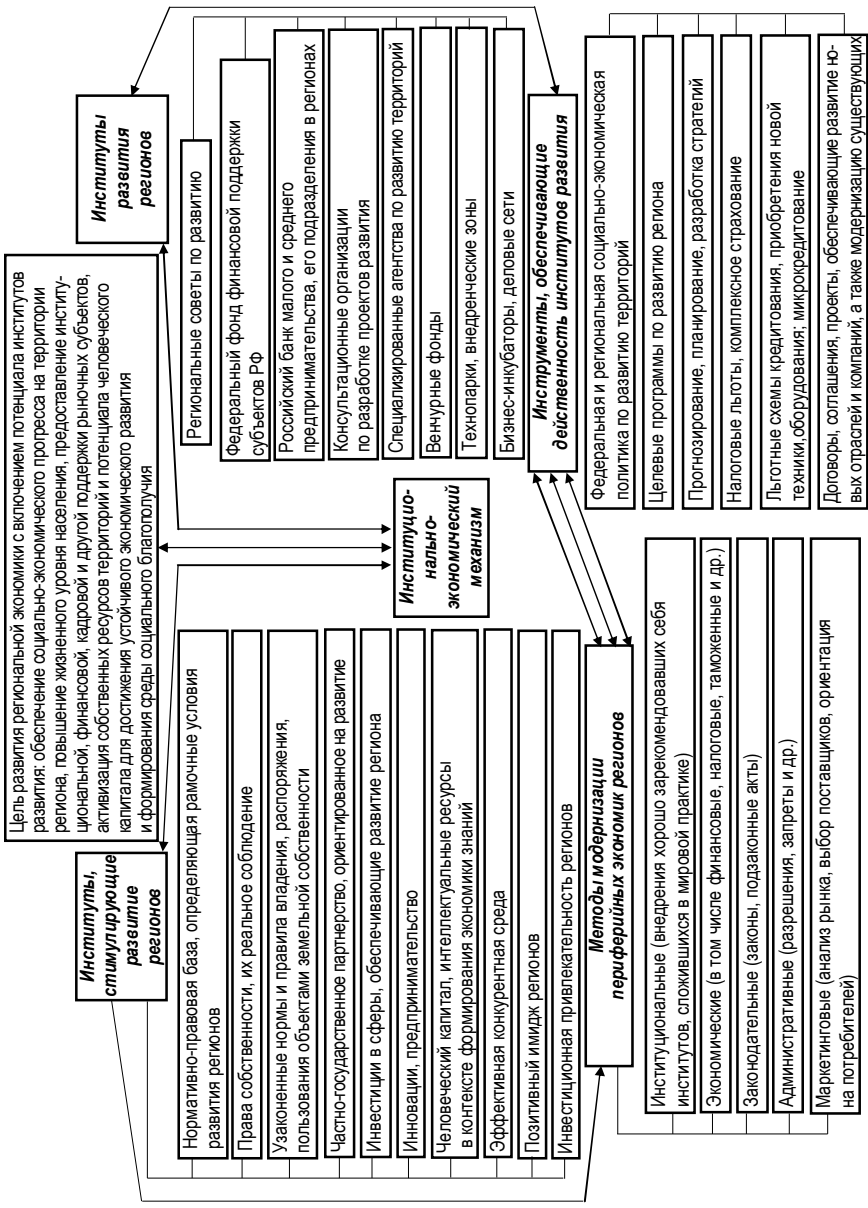 Цель развития региональной экономики с включением потенциала институтов
развития: обеспечение социально-экономического прогресса на территории
региона, повышение жизненного уровня населения, предоставление институ-
циональной, финансовой, кадровой и другой поддержки рыночных субъектов,
активизация собственных ресурсов территорий и потенциала человеческого
капитала для достижения устойчивого экономического развития
и формирования среды социального благополучия
Институты,
стимулирующие
развитие
регионов
Нормативно-правовая база, определяющая рамочные условия
развития регионов
Права собственности, их реальное соблюдение
Узаконенные нормы и правила владения, распоряжения,
пользования объектами земельной собственности
Частно-государственное партнерство, ориентированное на развитие
Инвестиции в сферы, обеспечивающие развитие региона
Инновации, предпринимательство
Человеческий капитал, интеллектуальные ресурсы
в контексте формирования экономики знаний
Эффективная конкурентная среда
Позитивный имидж регионов
Инвестиционная привлекательность регионов
Институцио-
нально-
экономический
механизм
Институты
развития
регионов
Региональные советы по развитию
Федеральный фонд финансовой поддержки
субъектов РФ
Российский банк малого и среднего
предпринимательства, его подразделения в регионах
Консультационные организации
по разработке проектов развития
Специализированные агентства по развитию территорий
Венчурные фонды
Технопарки, внедренческие зоны
Бизнес-инкубаторы, деловые сети
Методы модернизации
периферийных экономик регионов
Институциональные (внедрения хорошо зарекомендовавших себя
институтов, сложившихся в мировой практике)
Экономические (в том числе финансовые, налоговые, таможенные и др.)
Законодательные (законы, подзаконные акты)
Административные (разрешения, запреты и др.)
Маркетинговые (анализ рынка, выбор поставщиков, ориентация
на потребителей)
Инструменты, обеспечивающие
действенность институтов развития
Федеральная и региональная социально-экономическая
политика по развитию территорий
Целевые программы по развитию региона
Прогнозирование, планирование, разработка стратегий
Налоговые льготы, комплексное страхование
Льготные схемы кредитования, приобретения новой
техники,оборудования; микрокредитование
Договоры, соглашения, проекты, обеспечивающие развитие но-
вых отраслей и компаний, а также модернизацию существующих